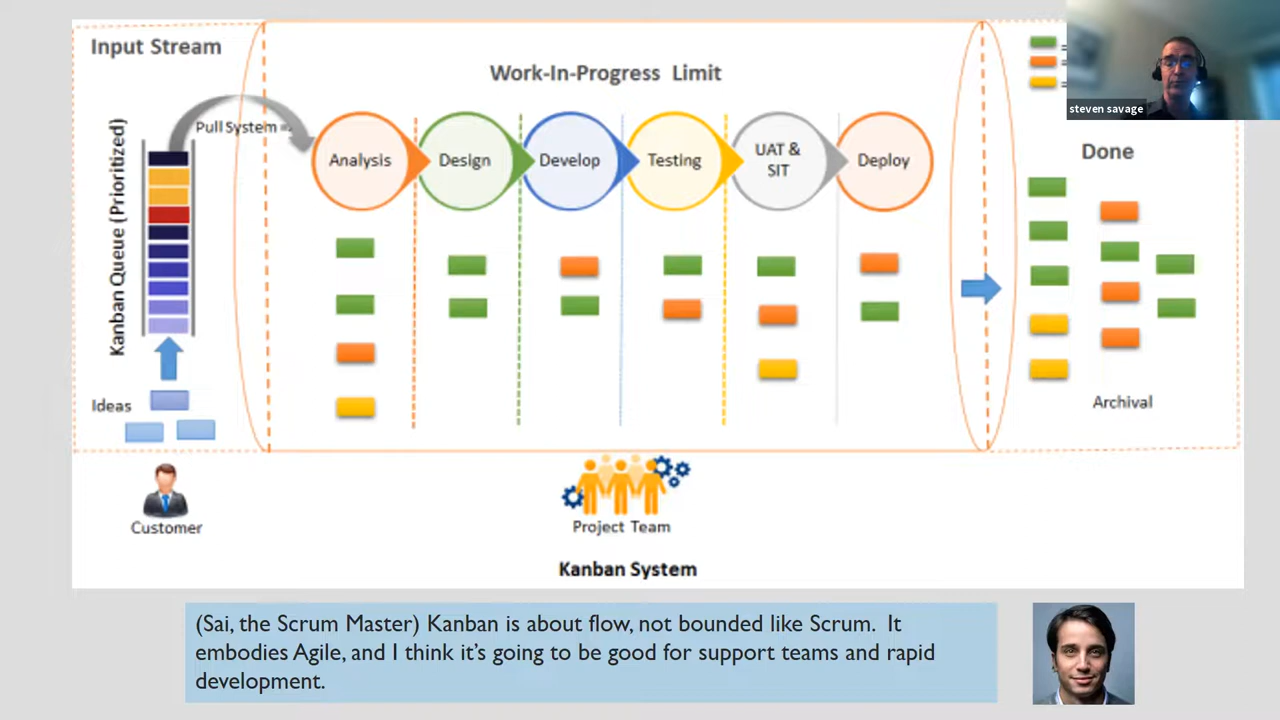 Input Stream
Work-In-Progress Limit
steven savage
Kanban Queue (Prioritized)
Pull System =
Analysis
Design
Develop
Testing
UAT &
SIT
Deploy
Done
Ideas
Archival
Customer
Project Team
Kanban System
(Sai, the Scrum Master) Kanban is about flow, not bounded like Scrum. It
embodies Agile, and I think it's going to be good for support teams and rapid
development.